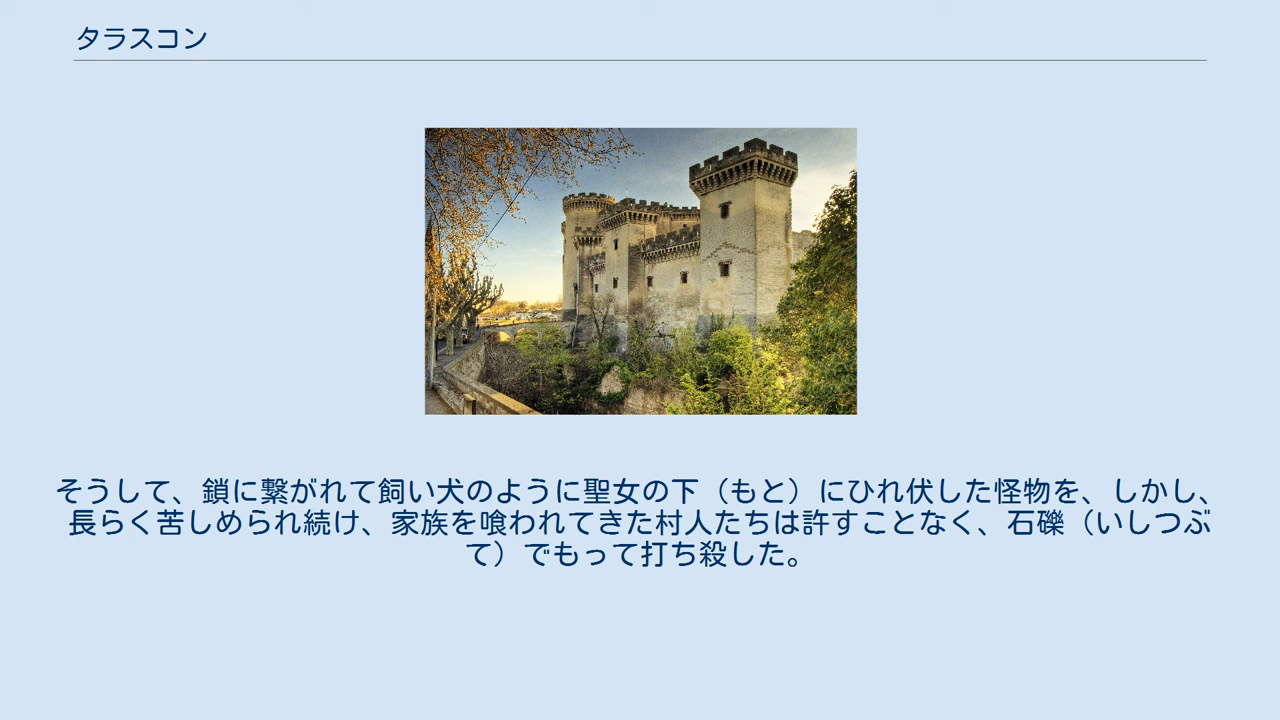 タラスコン
そうして、鎖に繋がれて飼い犬のように聖女の下（もと）にひれ伏した怪物を、しかし、
長らく苦しめられ続け、家族を喰われてきた村人たちは許すことなく、石礫（いしつぶ
て）でもって打ち殺した。